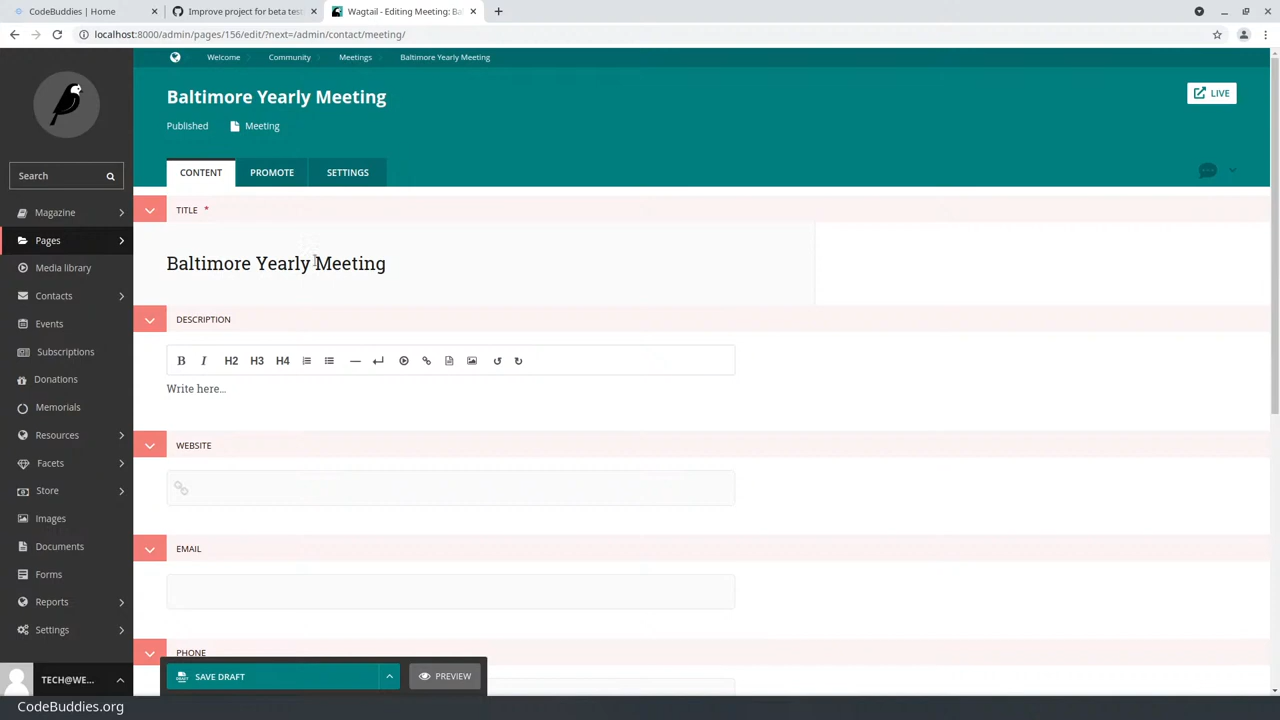 CodeBuddies | Home
Improve project for beta test
Wagtail - Editing Meeting: Ba
localhost:8000/admin/pages/156/edit/?next=/admin/contact/meeting/
Welcome
Community
Meetings
Baltimore Yearly Meeting
Baltimore Yearly Meeting
LIVE
Published
Meeting
CONTENT
PROMOTE
SETTINGS
Search
Magazine
Pages
Media library
Contacts
Events
Subscriptions
Donations
Memorials
Resources
Facets
Store
Images
Documents
Forms
Reports
Settings
TECH@WE...
TITLE *
Baltimore Yearly Meeting
DESCRIPTION
B I H2 H3 H4
Write here...
WEBSITE
EMAIL
PHONE
DRAFT
SAVE DRAFT
PREVIEW
CodeBuddies.org